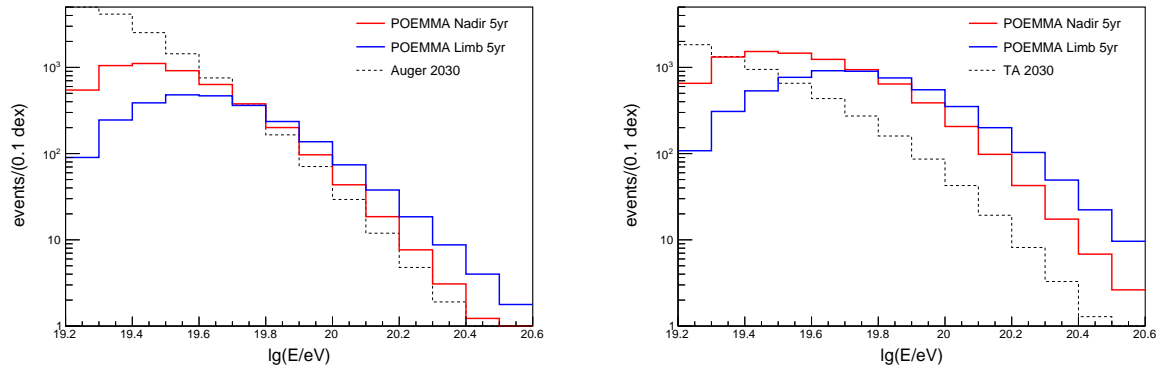 POEMMA Nadir 5yr
POEMMA Limb 5yr
Auger 2030
events/(0.1 dex)
10³
10²
10
1
19.2 19.4 19.6 19.8 20 20.2 20.4 20.6
lg(E/eV)
POEMMA Nadir 5yr
POEMMA Limb 5yr
TA 2030
events/(0.1 dex)
10³
10²
10
1
19.2 19.4 19.6 19.8 20 20.2 20.4 20.6
lg(E/eV)